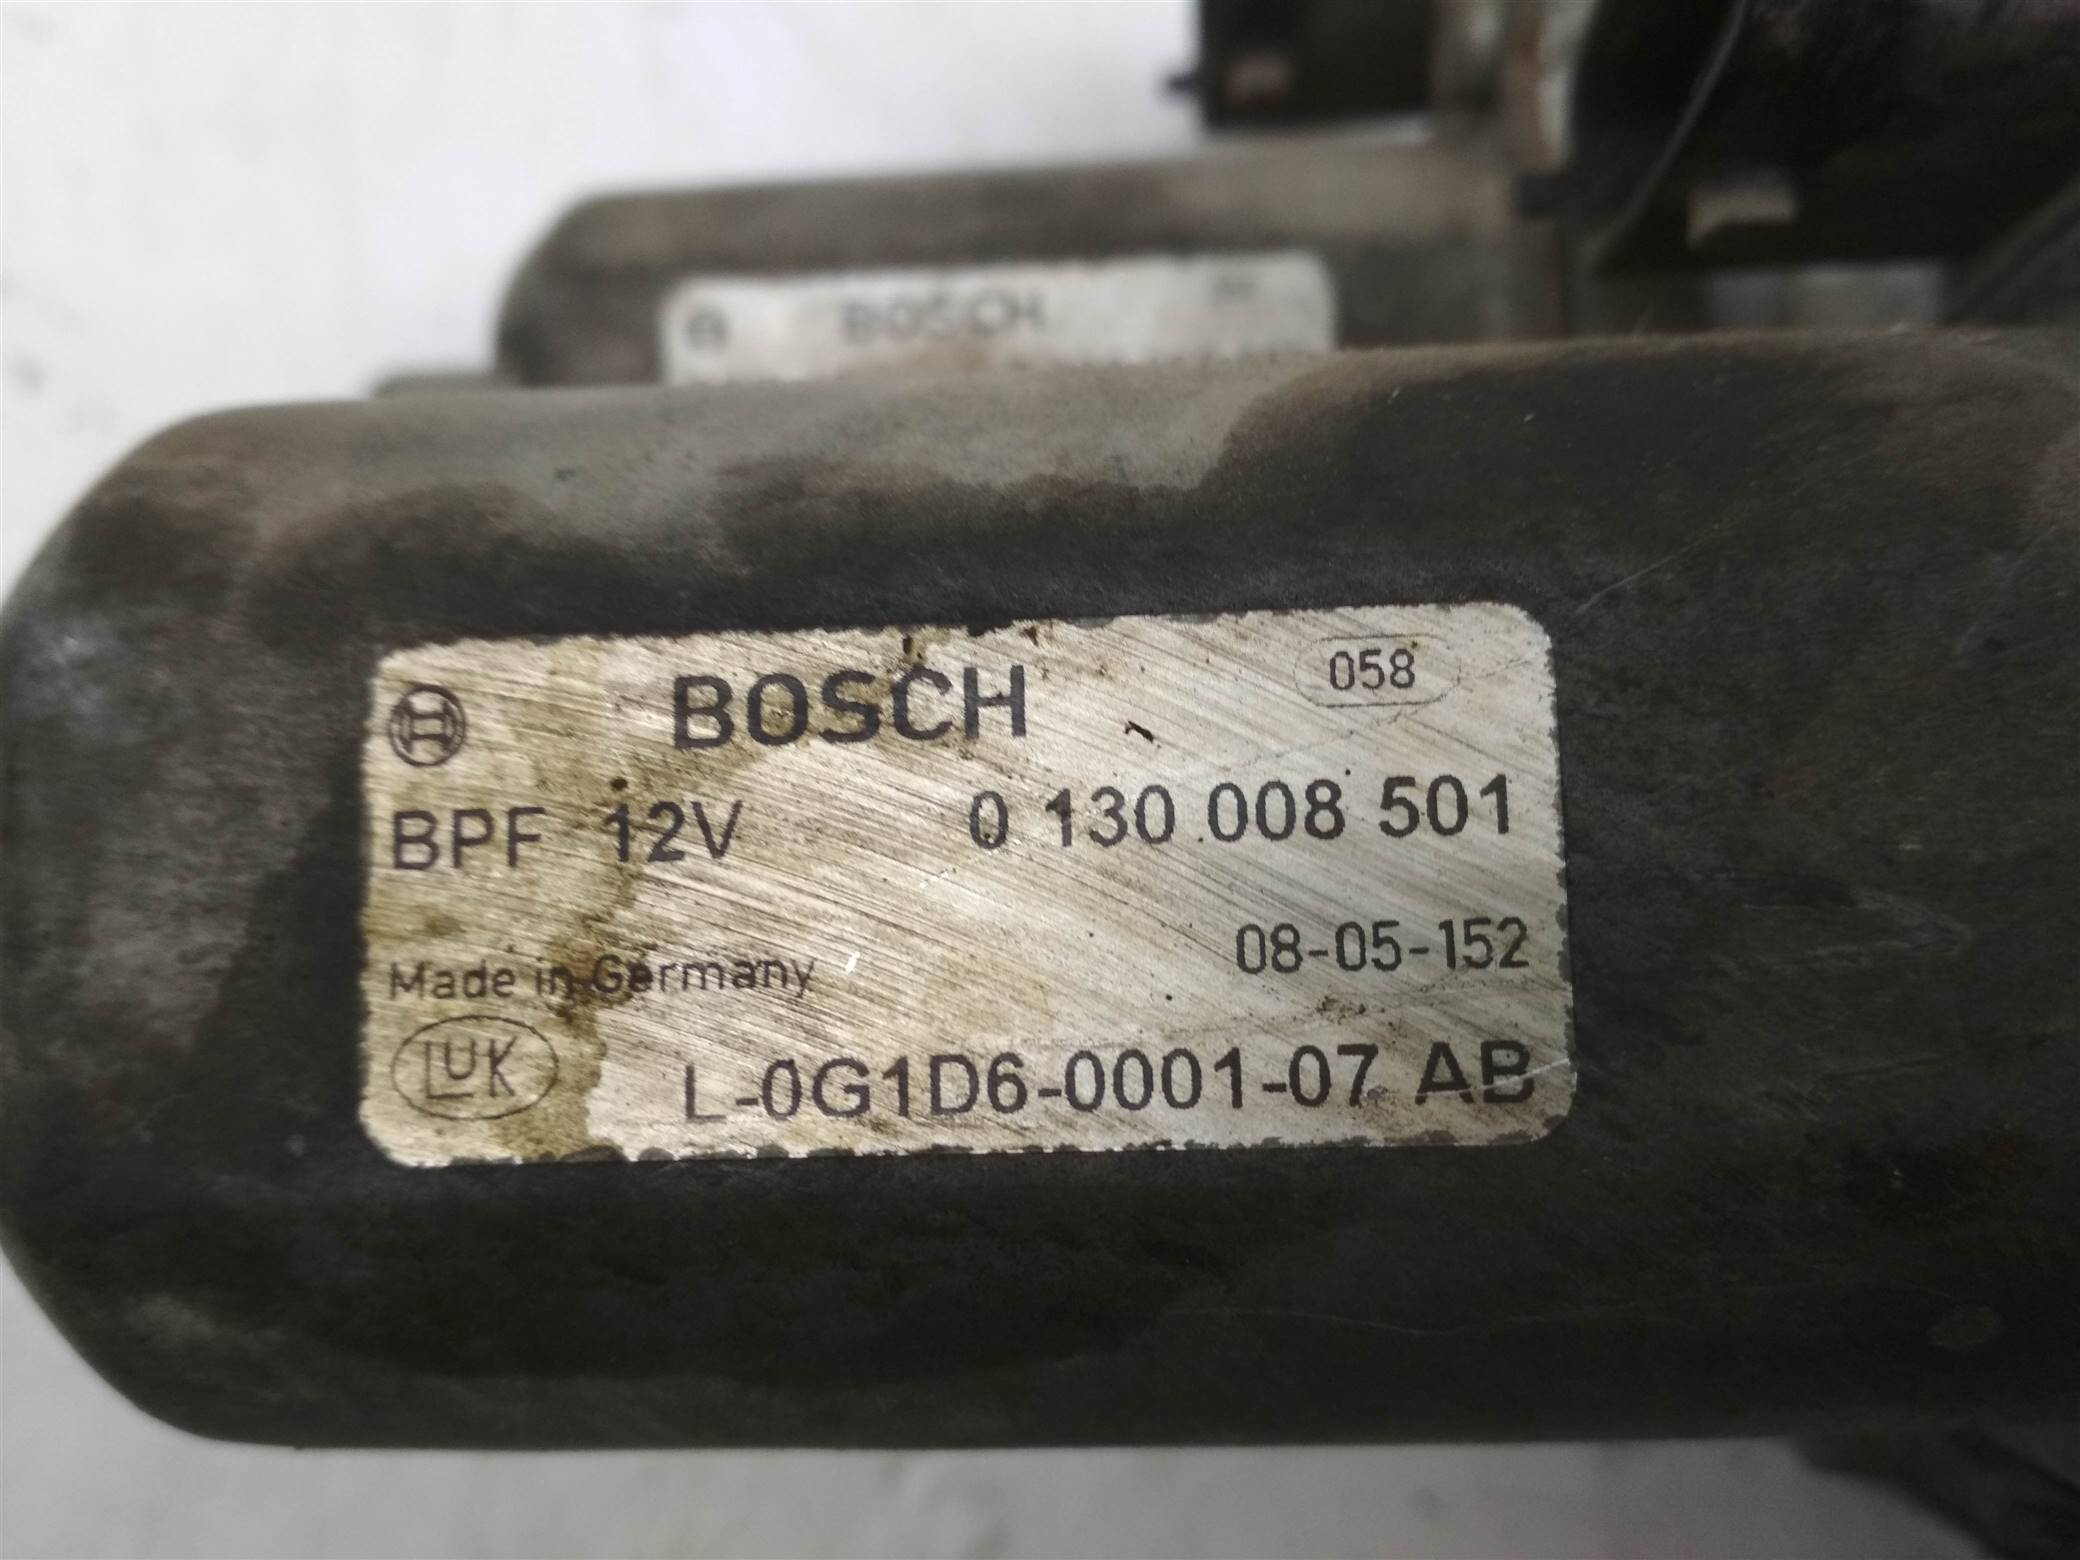 BOSCH
BOSCH 058
BPF 12V 0 130 008 501
08-05-152
Made in Germany
LUK L-0G1D6-0001-07 AB